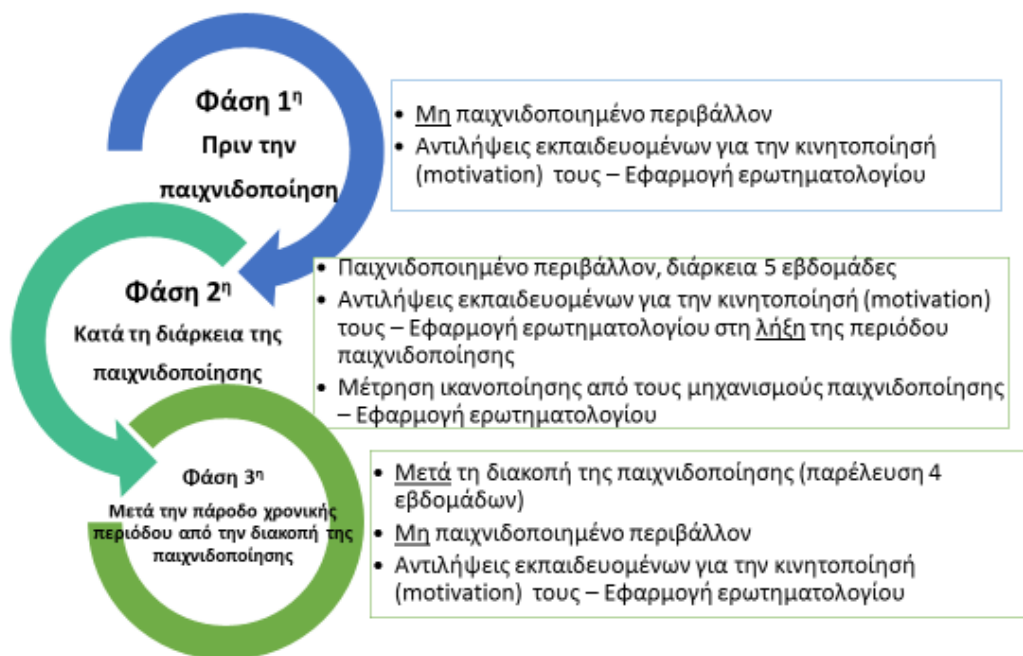 Φάση 1η
Πριν την
παιχνιδοποίηση
• Μη παιχνιδοποιημένο περιβάλλον
• Αντιλήψεις εκπαιδευομένων για την κινητοποίησή
(motivation) τους – Εφαρμογή ερωτηματολογίου
Φάση 2η
Κατά τη διάρκεια της
παιχνιδοποίησης
• Παιχνιδοποιημένο περιβάλλον, διάρκεια 5 εβδομάδες
• Αντιλήψεις εκπαιδευομένων για την κινητοποίησή (motivation)
τους – Εφαρμογή ερωτηματολογίου στη λήξη της περιόδου
παιχνιδοποίησης
• Μέτρηση ικανοποίησης από τους μηχανισμούς παιχνιδοποίησης
– Εφαρμογή ερωτηματολογίου
Φάση 3η
Μετά την πάροδο χρονικής
περιόδου από την διακοπή της
παιχνιδοποίησης
• Μετά τη διακοπή της παιχνιδοποίησης (παρέλευση 4
εβδομάδων)
• Μη παιχνιδοποιημένο περιβάλλον
• Αντιλήψεις εκπαιδευομένων για την κινητοποίησή
(motivation) τους – Εφαρμογή ερωτηματολογίου